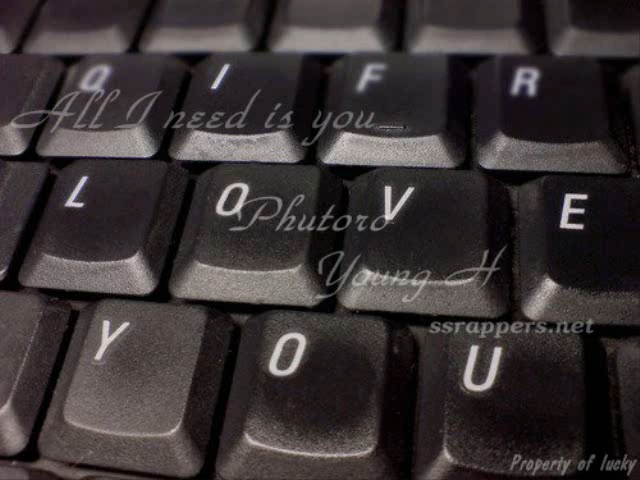 Q I F R
All I need is you
L O V E
Phutoro
Young H
ssrappers.net
Y O U
Property of lucky